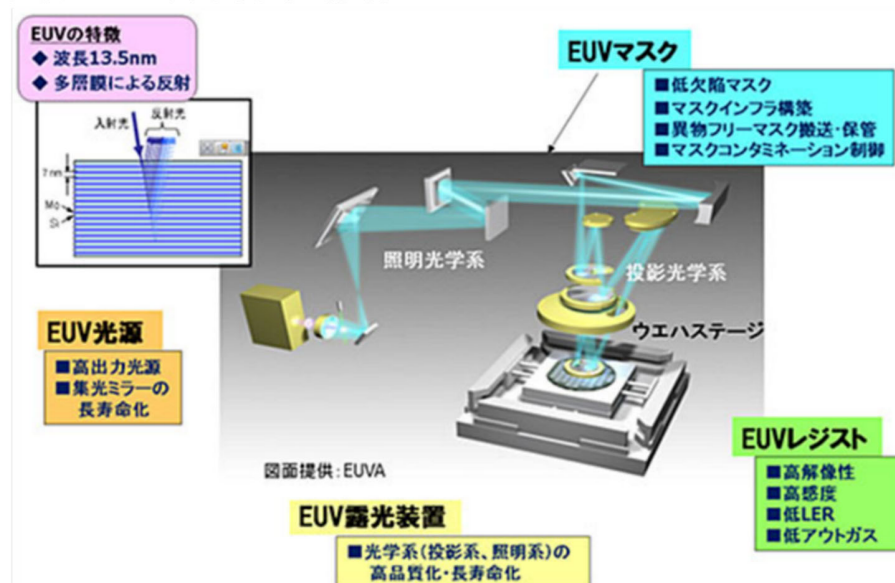 EUVの特徴
◆ 波長13.5nm
◆ 多層膜による反射
入射光
反射光
7nm
Mo
Si
EUVマスク
■低欠陥マスク
■マスクインフラ構築
■異物フリーマスク搬送・保管
■マスクコンタミネーション制御
照明光学系
投影光学系
ウエハステージ
EUV光源
■高出力光源
■集光ミラーの
長寿命化
図面提供：EUVA
EUVレジスト
■高解像性
■高感度
■低LER
■低アウトガス
EUV露光装置
■光学系(投影系、照明系)の
高品質化・長寿命化